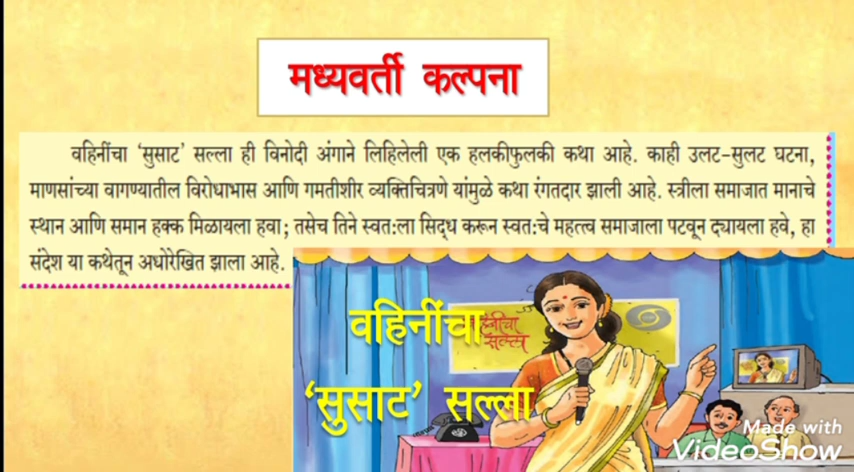 मध्यवर्ती कल्पना
वहिनींचा ‘सुसाट’ सल्ला ही विनोदी अंगाने लिहिलेली एक हलकीफुलकी कथा आहे. काही उलट-सुलट घटना,
माणसांच्या वागण्यातील विरोधाभास आणि गमतीशीर व्यक्तिचित्रणे यांमुळे कथा रंगतदार झाली आहे. स्त्रीला समाजात मानाचे
स्थान आणि समान हक्क मिळायला हवा; तसेच तिने स्वत:ला सिद्ध करून स्वत:चे महत्त्व समाजाला पटवून द्यायला हवे, हा
संदेश या कथेतून अधोरेखित झाला आहे.
वहिनींचा
‘सुसाट’ सल्ला
Made with
VideoShow